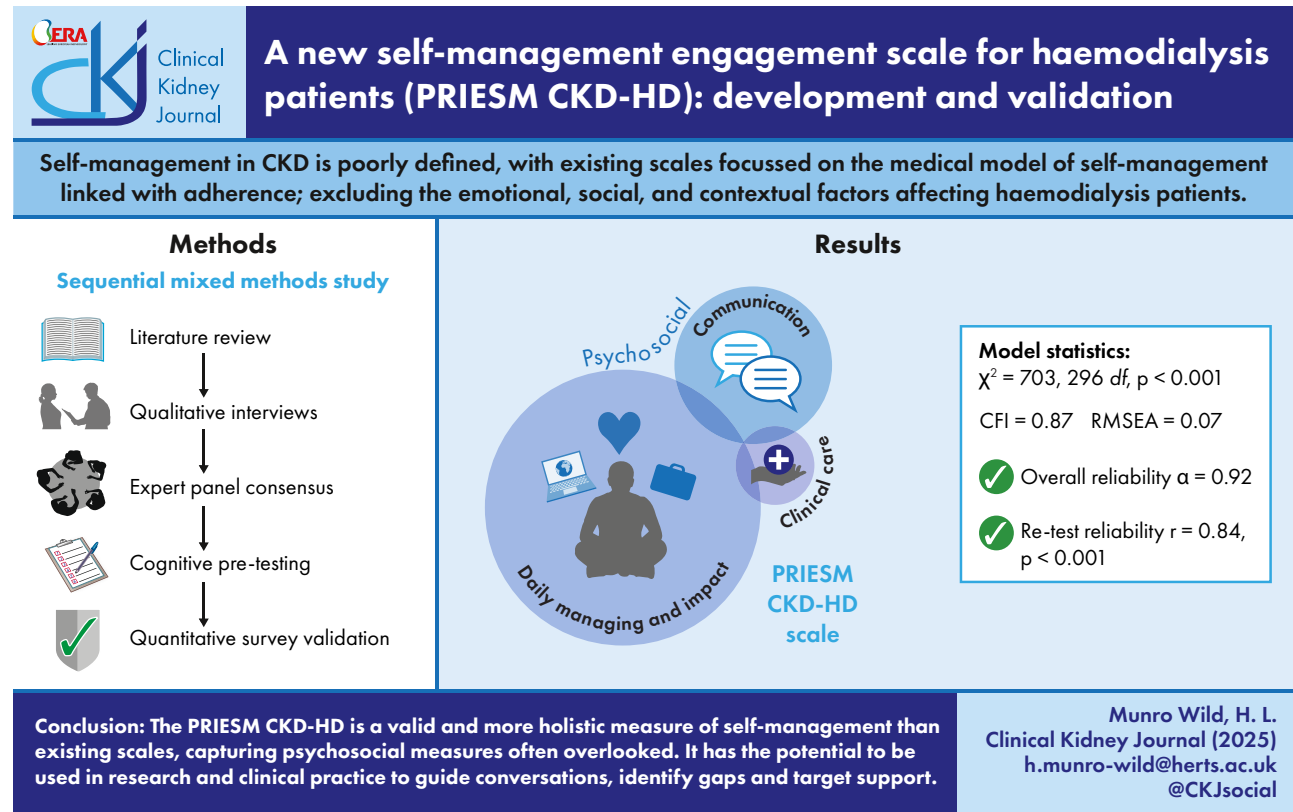 ERA
CKJ
Clinical
Kidney
Journal
A new self-management engagement scale for haemodialysis
patients (PRIESM CKD-HD): development and validation
Self-management in CKD is poorly defined, with existing scales focussed on the medical model of self-management
linked with adherence; excluding the emotional, social, and contextual factors affecting haemodialysis patients.
Methods
Sequential mixed methods study
Literature review
Qualitative interviews
Expert panel consensus
Cognitive pre-testing
Quantitative survey validation
Results
Psychosocial
Communication
Clinical care
Daily managing and impact
PRIESM
CKD-HD
scale
Model statistics:
χ² = 703, 296 df, p < 0.001
CFI = 0.87 RMSEA = 0.07
Overall reliability α = 0.92
Re-test reliability r = 0.84,
p < 0.001
Conclusion: The PRIESM CKD-HD is a valid and more holistic measure of self-management than
existing scales, capturing psychosocial measures often overlooked. It has the potential to be
used in research and clinical practice to guide conversations, identify gaps and target support.
Munro Wild, H. L.
Clinical Kidney Journal (2025)
h.munro-wild@herts.ac.uk
@CKJsocial